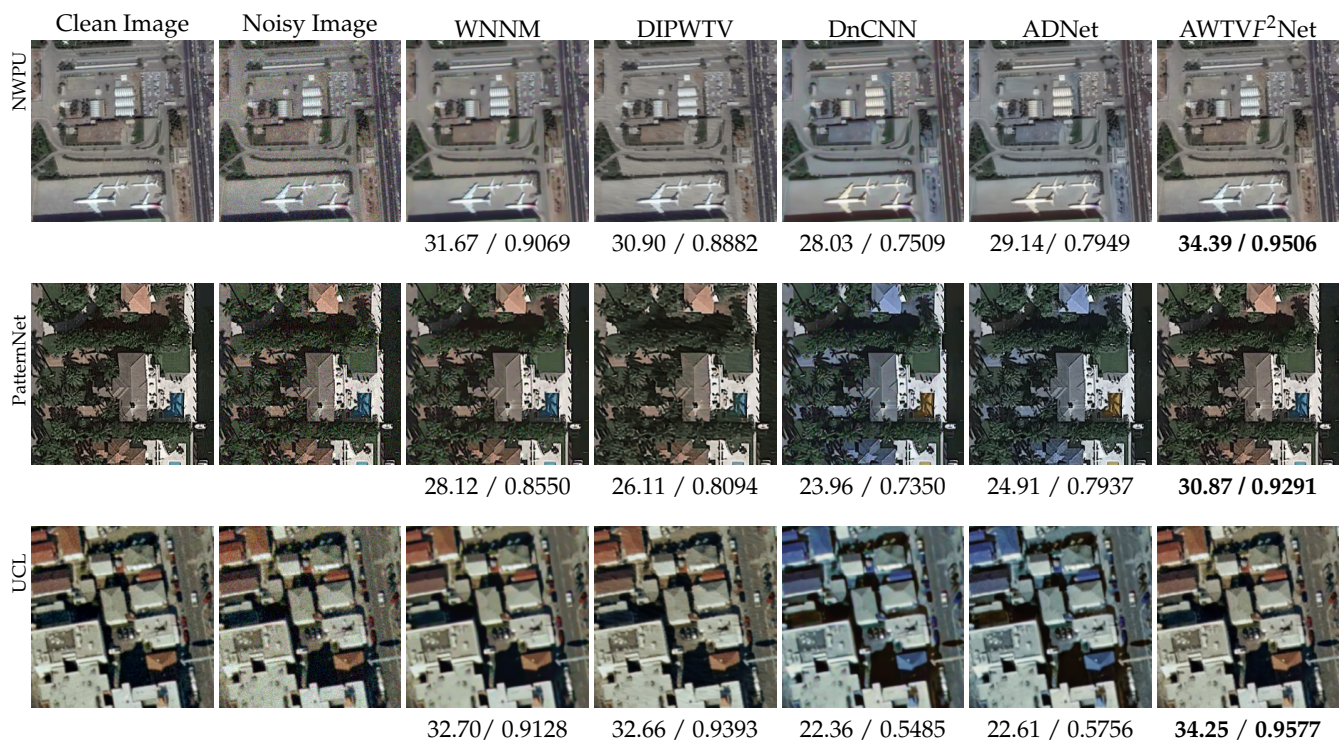 Clean Image Noisy Image WNNM DIPWTV DnCNN ADNet AWTVF²Net
NWPU
31.67 / 0.9069 30.90 / 0.8882 28.03 / 0.7509 29.14/ 0.7949 34.39 / 0.9506
PatternNet
28.12 / 0.8550 26.11 / 0.8094 23.96 / 0.7350 24.91 / 0.7937 30.87 / 0.9291
UCL
32.70/ 0.9128 32.66 / 0.9393 22.36 / 0.5485 22.61 / 0.5756 34.25 / 0.9577